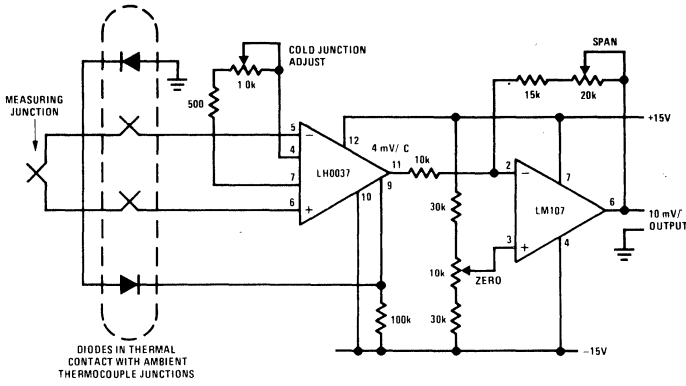 MEASURING
JUNCTION
COLD JUNCTION
ADJUST
10k
500
5
4
7
6
−
+
LH0037
12
4 mV/ C
11
9
10
10k
100k
30k
10k
ZERO
30k
SPAN
15k
20k
+15V
2
−
7
LM107
6
3
+
4
10 mV/
OUTPUT
−15V
DIODES IN THERMAL
CONTACT WITH AMBIENT
THERMOCOUPLE JUNCTIONS